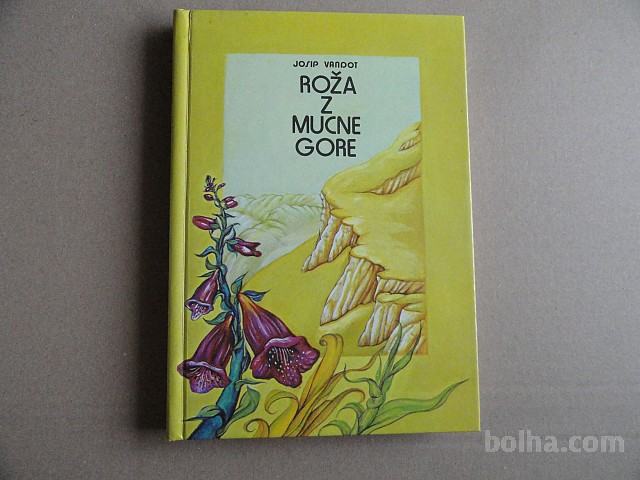 JOSIP VANDOT
ROŽA
Z
MUCNE
GORE
bolha.com